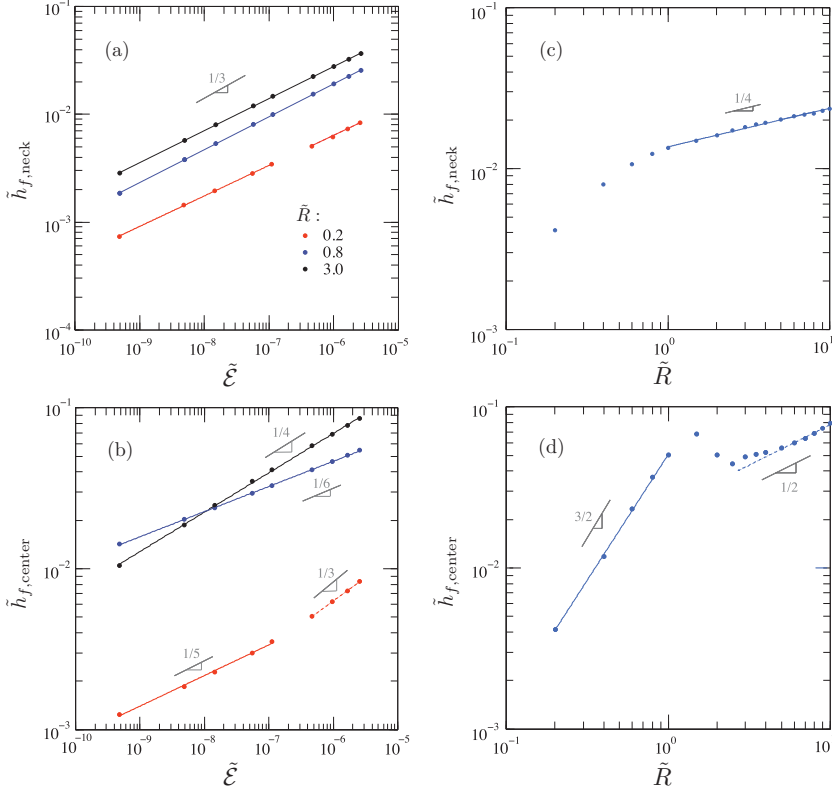 10⁻¹
(a)
1/3
10⁻²
h̃f,neck
10⁻³
R̃ :
0.2
0.8
3.0
10⁻⁴
10⁻¹⁰ 10⁻⁹ 10⁻⁸ 10⁻⁷ 10⁻⁶ 10⁻⁵
ℰ̃
10⁻¹
(c)
1/4
10⁻²
h̃f,neck
10⁻³
10⁻¹ 10⁰ 10¹
R̃
10⁻¹
(b)
1/4
1/6
10⁻²
h̃f,center
1/3
1/5
10⁻³
10⁻¹⁰ 10⁻⁹ 10⁻⁸ 10⁻⁷ 10⁻⁶ 10⁻⁵
ℰ̃
10⁻¹
(d)
1/2
3/2
10⁻²
h̃f,center
10⁻³
10⁻¹ 10⁰ 10¹
R̃